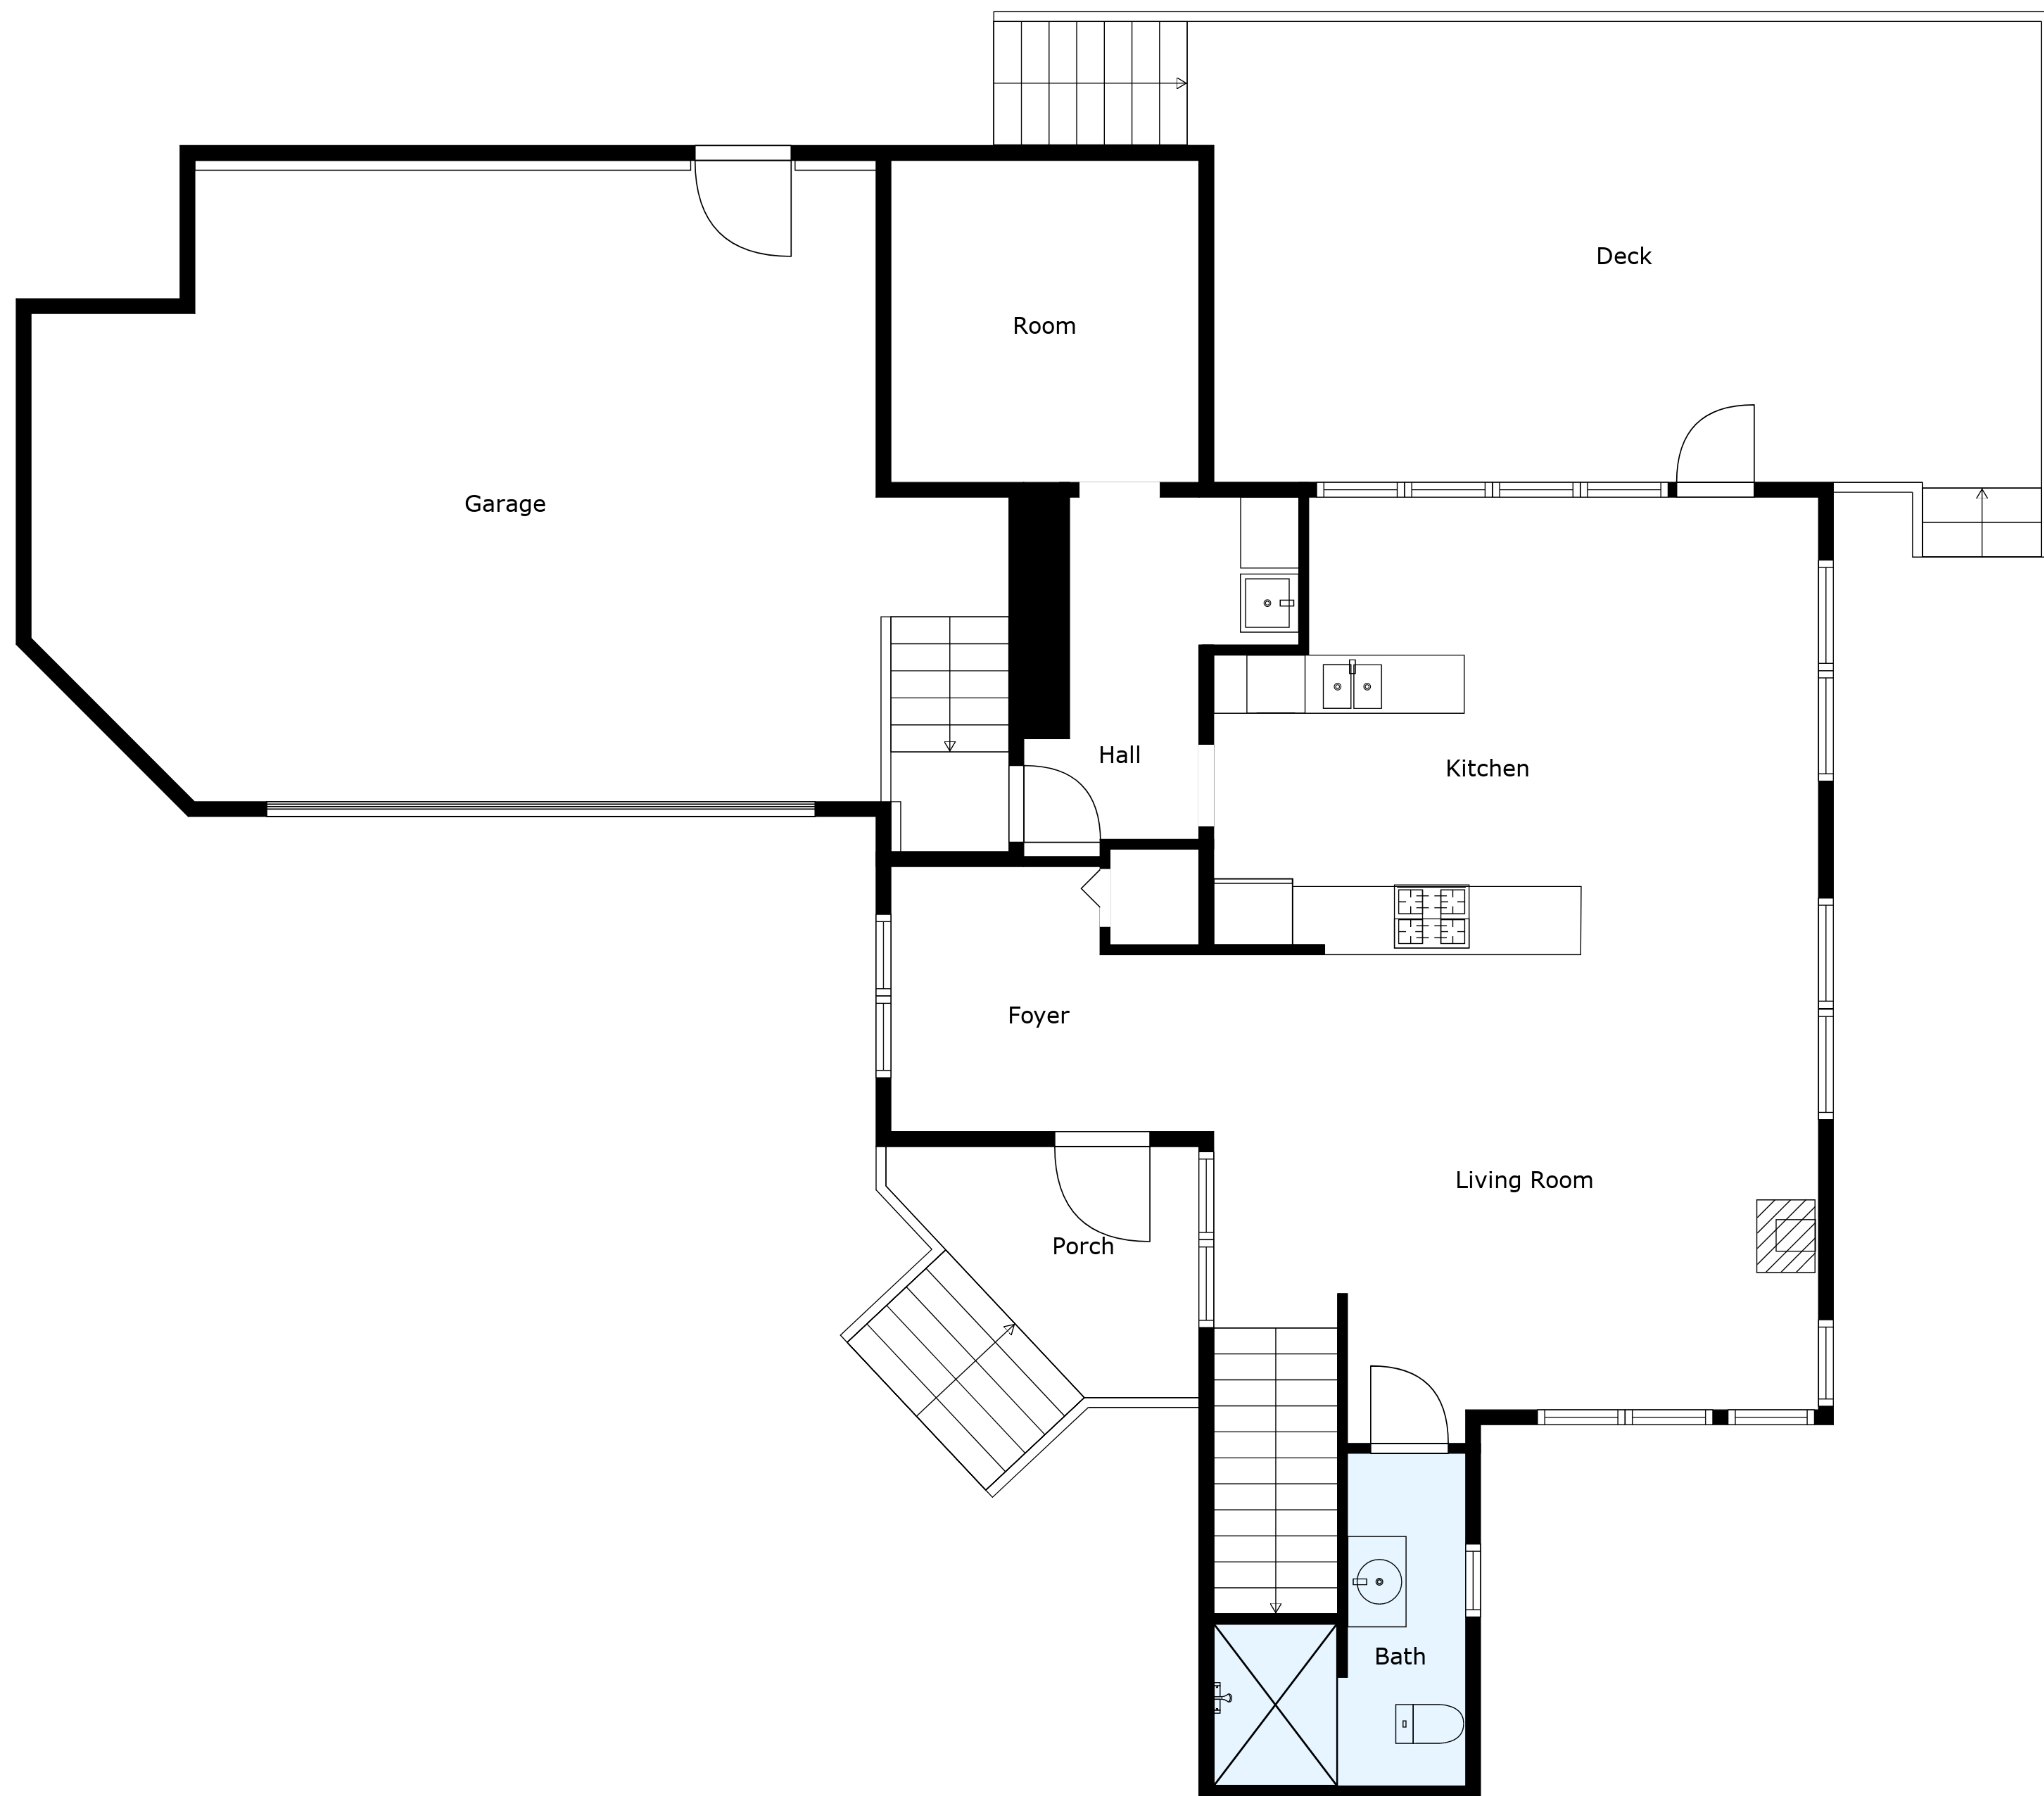 Deck
Room
Garage
Hall
Kitchen
Foyer
Living Room
Porch
Bath